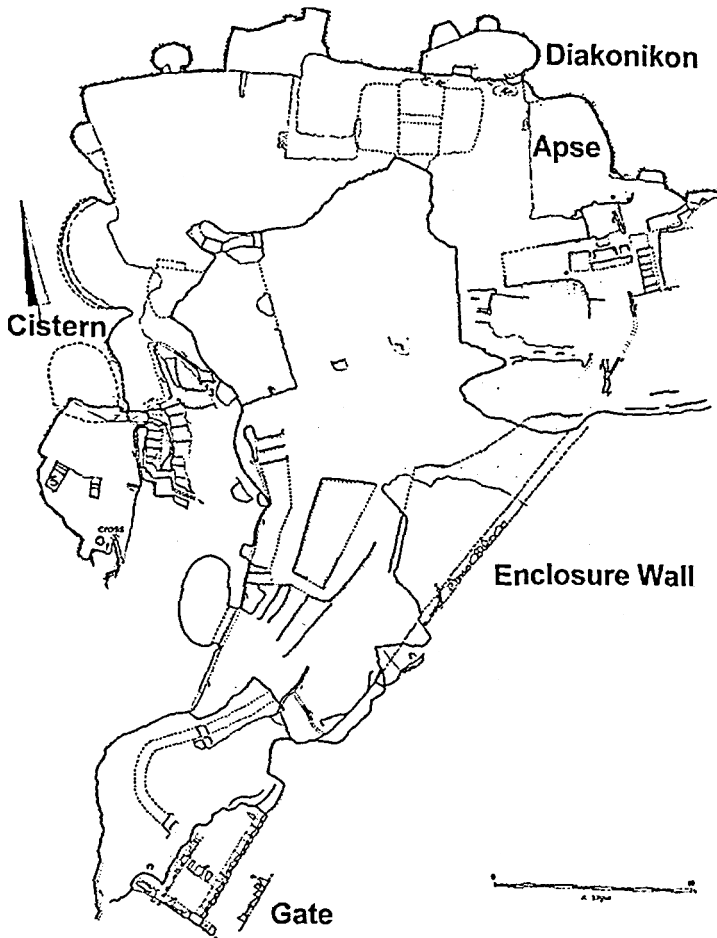 Diakonikon
Apse
Cistern
cross
Enclosure Wall
Gate